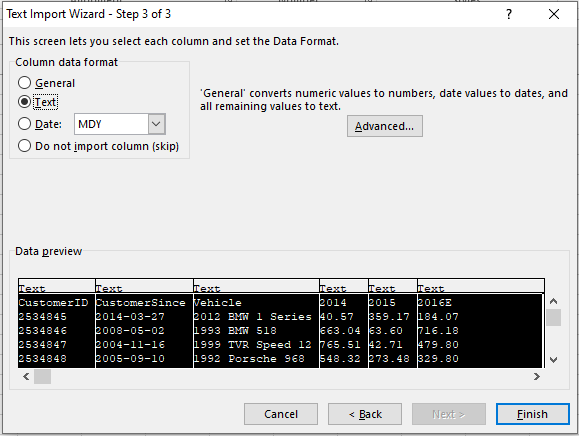 Text Import Wizard - Step 3 of 3
This screen lets you select each column and set the Data Format.
Column data format
General
Text
Date: MDY
Do not import column (skip)
'General' converts numeric values to numbers, date values to dates, and
all remaining values to text.
Advanced...
Data preview
Text Text Text Text Text Text
CustomerID CustomerSince Vehicle 2014 2015 2016E
2534845 2014-03-27 2012 BMW 1 Series 40.57 359.17 184.07
2534846 2008-05-02 1993 BMW 518 663.04 63.60 716.18
2534847 2004-11-16 1999 TVR Speed 12 765.51 42.71 479.80
2534848 2005-09-10 1992 Porsche 968 548.32 273.48 329.80
Cancel < Back Next > Finish